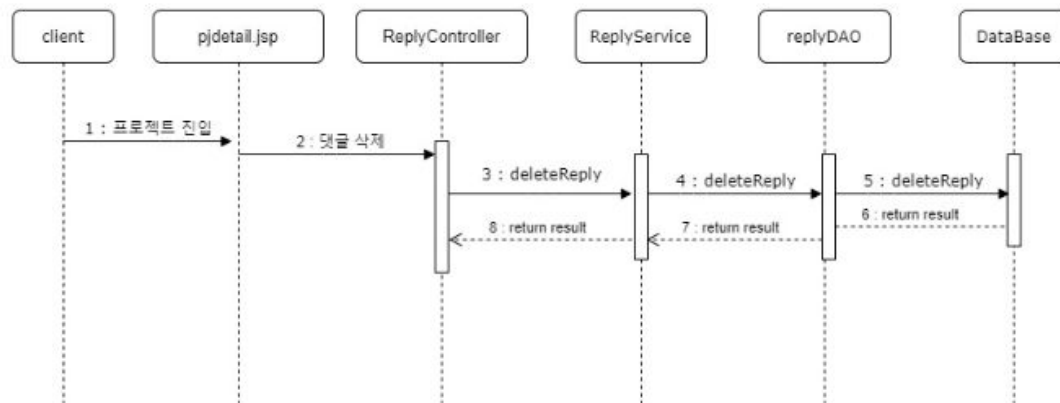 client
pjdetail.jsp
ReplyController
ReplyService
replyDAO
DataBase
1 : 프로젝트 진입
2 : 댓글 삭제
3 : deleteReply
4 : deleteReply
5 : deleteReply
6 : return result
7 : return result
8 : return result